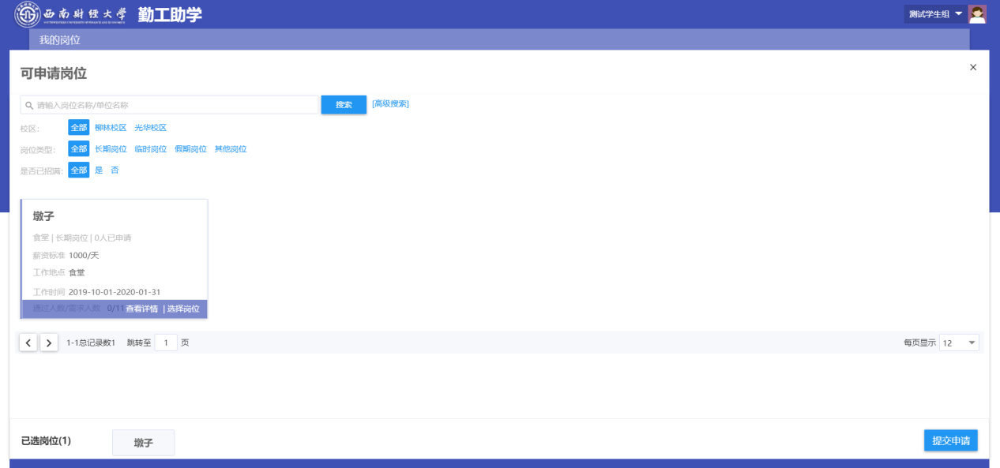 西南财经大学 勤工助学
测试学生组
我的岗位
可申请岗位
请输入岗位名称/单位名称 搜索 [高级搜索]
校区: 全部 柳林校区 光华校区
岗位类型: 全部 长期岗位 临时岗位 假期岗位 其他岗位
是否已招满: 全部 是 否
墩子
食堂 | 长期岗位 | 0人已申请
薪资标准 1000/天
工作地点 食堂
工作时间 2019-10-01-2020-01-31
通过人数/需求人数 0/11 查看详情 | 选择岗位
1-1总记录数1 跳转至 1 页 每页显示 12
已选岗位(1) 墩子 提交申请